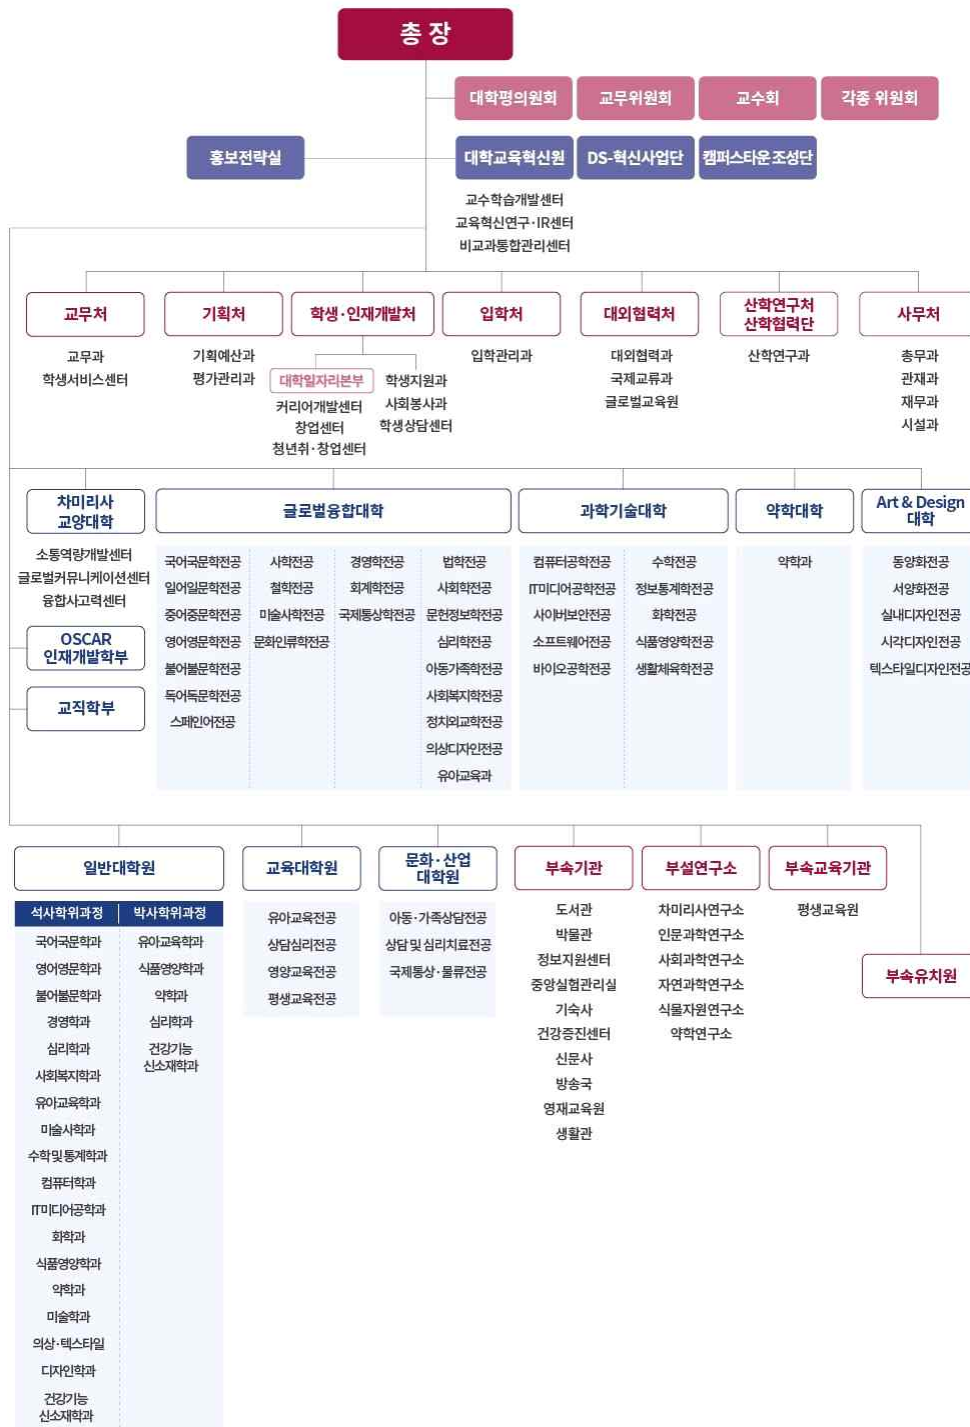 총 장
대학평의원회
교무위원회
교수회
각종 위원회
홍보전략실
대학교육혁신원
DS-혁신사업단
캠퍼스타운조성단
교수학습개발센터
교육혁신연구·IR센터
비교과통합관리센터
교무처
교무과
학생서비스센터
기획처
기획예산과
평가관리과
학생·인재개발처
대학일자리본부
커리어개발센터
창업센터
청년취·창업센터
학생지원과
사회봉사과
학생상담센터
입학처
입학관리과
대외협력처
대외협력과
국제교류과
글로벌교육원
산학연구처
산학협력단
산학연구과
사무처
총무과
관재과
재무과
시설과
차미리사
교양대학
소통역량개발센터
글로벌커뮤니케이션센터
융합사고력센터
OSCAR
인재개발학부
교직학부
글로벌융합대학
국어국문학전공
일어일문학전공
중어중문학전공
영어영문학전공
불어불문학전공
독어독문학전공
스페인어전공
사학전공
철학전공
미술사학전공
문화인류학전공
경영학전공
회계학전공
국제통상학전공
법학전공
사회학전공
문헌정보학전공
심리학전공
아동가족학전공
사회복지학전공
정치외교학전공
의상디자인전공
유아교육과
과학기술대학
컴퓨터공학전공
IT미디어공학전공
사이버보안전공
소프트웨어전공
바이오공학전공
수학전공
정보통계학전공
화학전공
식품영양학전공
생활체육학전공
약학대학
약학과
Art & Design
대학
동양화전공
서양화전공
실내디자인전공
시각디자인전공
텍스타일디자인전공
일반대학원
석사학위과정
국어국문학과
영어영문학과
불어불문학과
경영학과
심리학과
사회복지학과
유아교육학과
미술사학과
수학 및 통계학과
컴퓨터학과
IT미디어공학과
화학과
식품영양학과
약학과
미술학과
의상·텍스타일
디자인학과
건강기능
신소재학과
박사학위과정
유아교육학과
식품영양학과
약학과
심리학과
건강기능
신소재학과
교육대학원
유아교육전공
상담심리전공
영양교육전공
평생교육전공
문화·산업
대학원
아동·가족상담전공
상담 및 심리치료전공
국제통상·물류전공
부속기관
도서관
박물관
정보지원센터
중앙실험관리실
기숙사
건강증진센터
신문사
방송국
영재교육원
생활관
부설연구소
차미리사연구소
인문과학연구소
사회과학연구소
자연과학연구소
식물자원연구소
약학연구소
부속교육기관
평생교육원
부속유치원